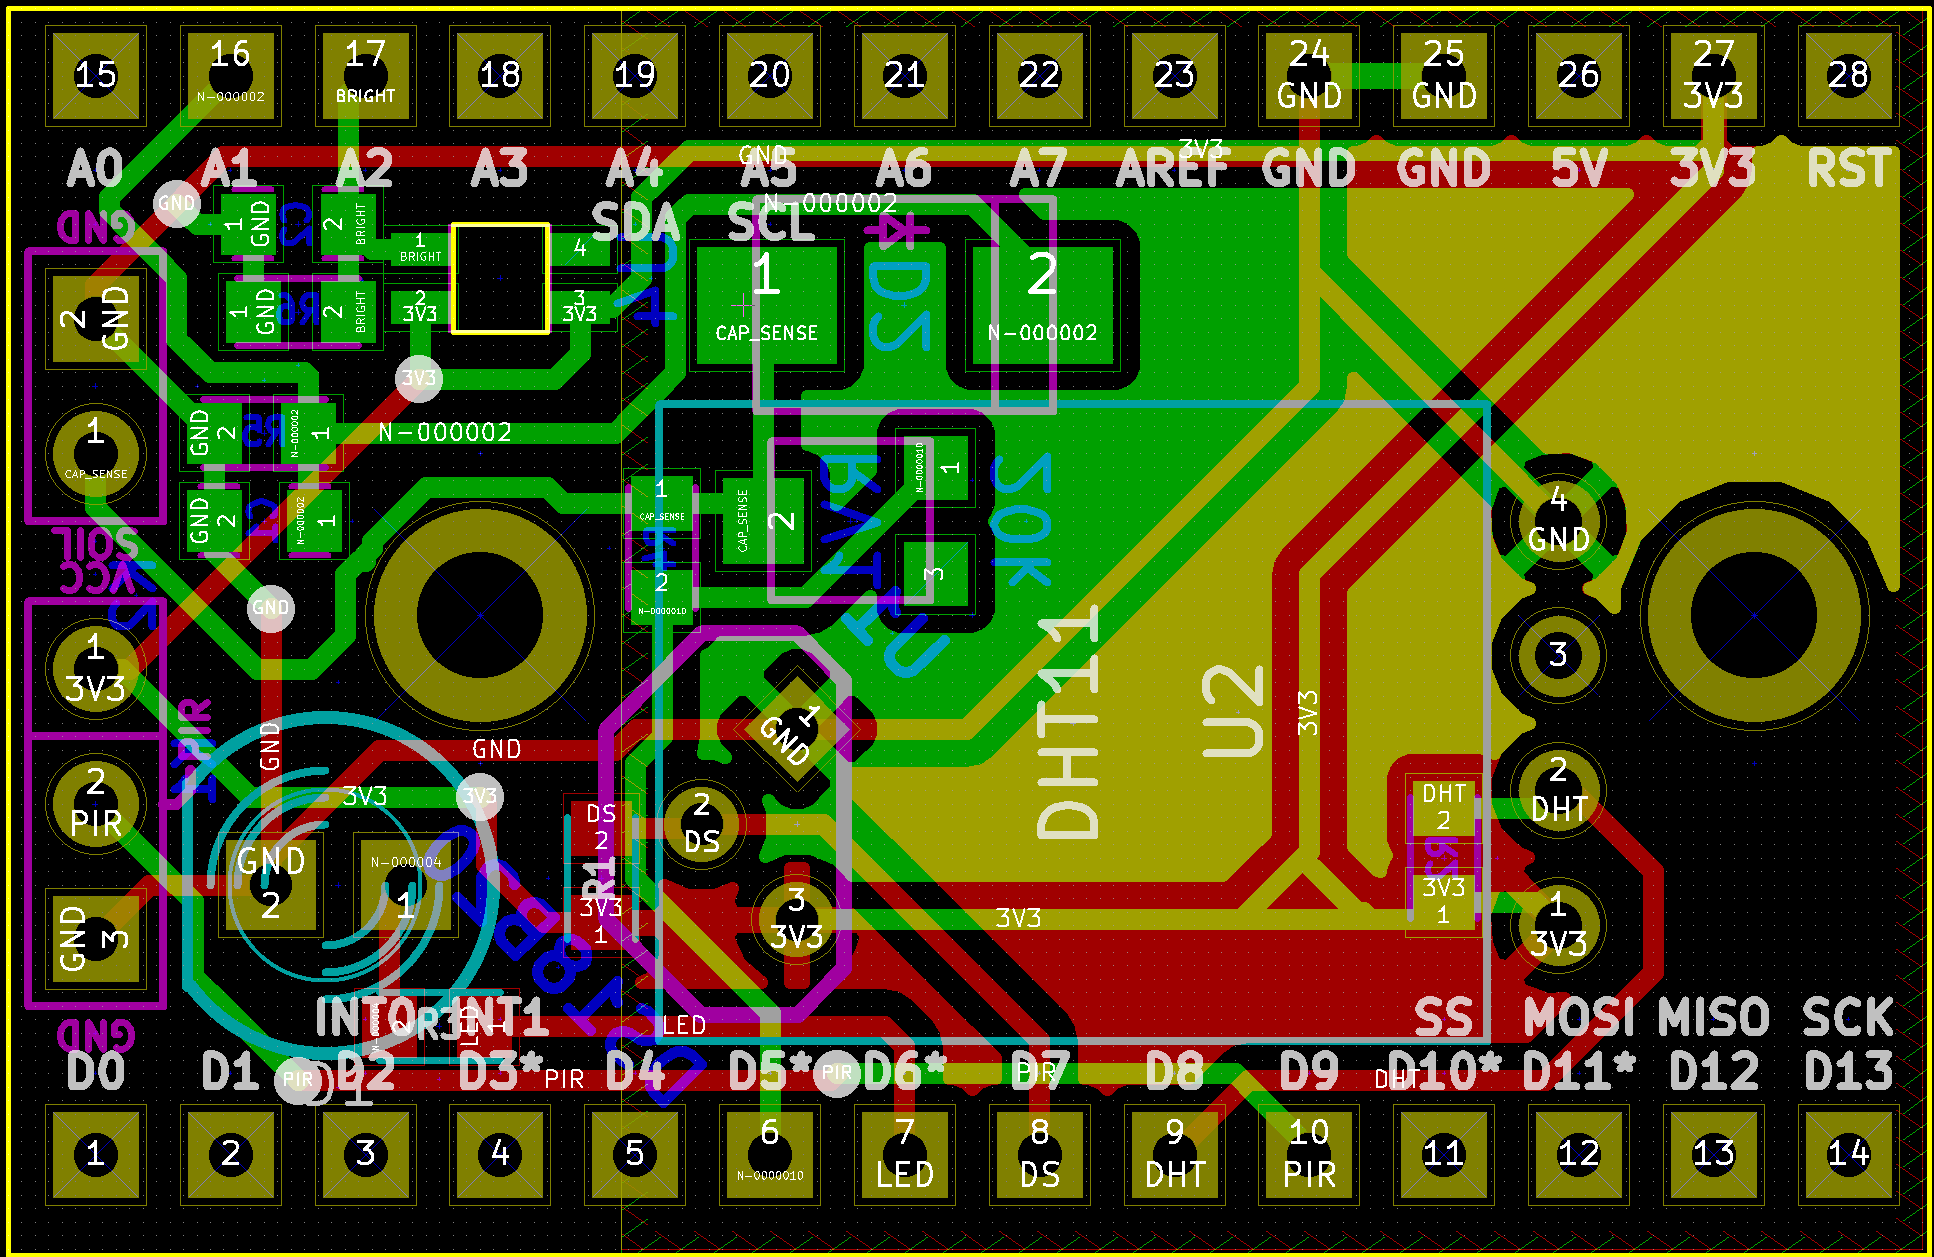 15 16 17 18 19 20 21 22 23 24 25 26 27 28
N-000002 BRIGHT GND GND 3V3
GND 3V3
A0 A1 A2 A3 A4 A5 A6 A7 AREF GND GND 5V 3V3 RST
GND
N-000002
SDA SCL
GND
1 GND C2 2 BRIGHT
1 BRIGHT 4
2 3V3 3 3V3
1 GND R6 2 BRIGHT
2 GND
1 CAP_SENSE
2 N-000002
D2
3V3
1 CAP_SENSE
GND 2 R5 N-000002 1
N-000002
GND 2 C1 N-000002 1
1 CAP_SENSE
CAP_SENSE 2
N-0000010 1
20K
4 GND
SOIL
VCC
2 N-0000010
3
GND
1 3V3
3
DHT11
U2
3V3
PIR
GND
GND
1 GND
3V3
3V3
2 PIR
DS 2
2 DS
DHT 2
2 DHT
R1
R2
GND 2
N-000004 1
3V3 1
3 3V3
3V3
3V3 1
1 3V3
GND 3
DS18B20
INT0 INT1
N-000004 2 R3 LED 1
LED
SS MOSI MISO SCK
GND
D0 D1 D2 D3* D4 D5* D6* D7 D8 D9 D10* D11* D12 D13
PIR D1 PIR PIR PIR DHT
1 2 3 4 5 6 7 8 9 10 11 12 13 14
N-0000010 LED DS DHT PIR